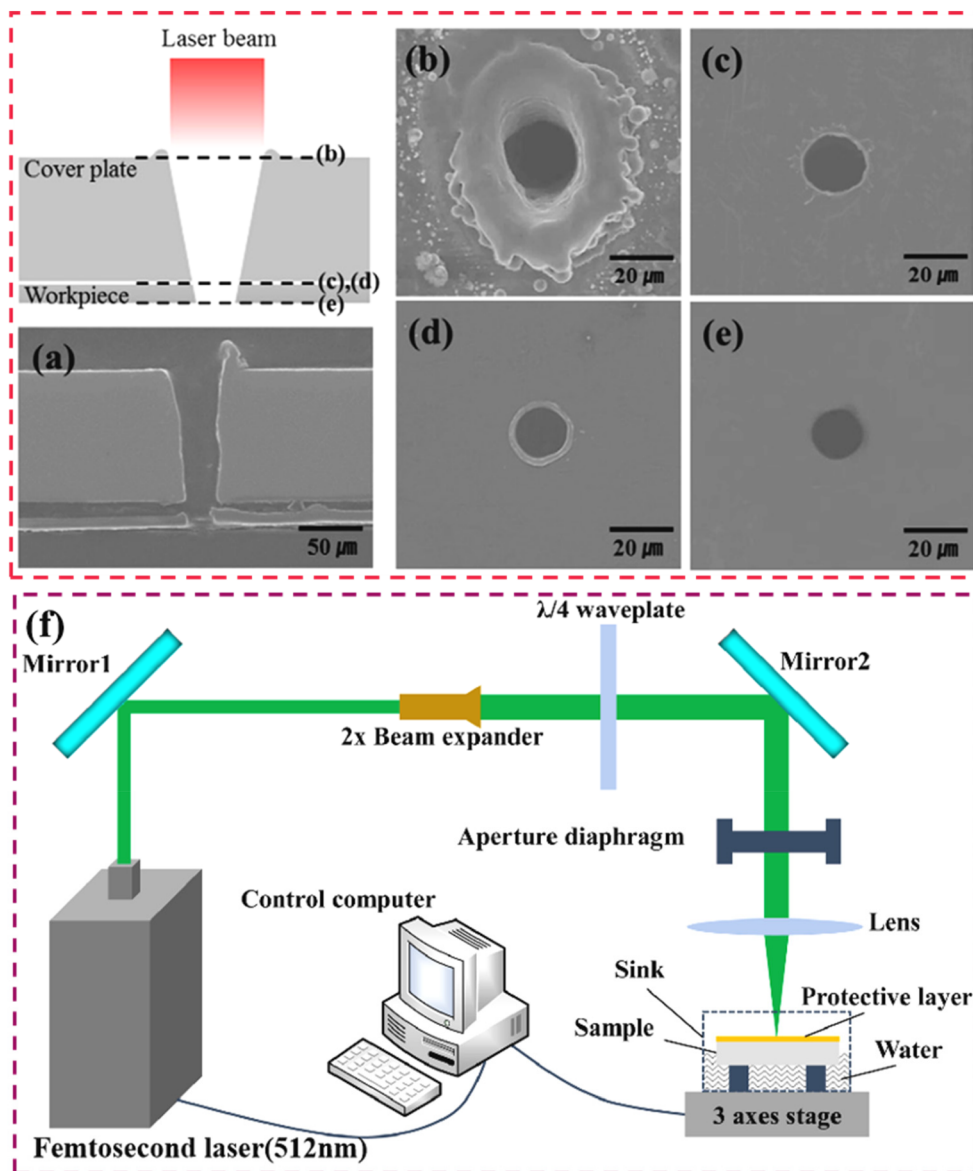 Laser beam
Cover plate
(b)
(c),(d)
Workpiece
(e)
(a)
50 ㎛
(b)
20 ㎛
(c)
20 ㎛
(d)
20 ㎛
(e)
20 ㎛
(f)
λ/4 waveplate
Mirror1
Mirror2
2x Beam expander
Aperture diaphragm
Control computer
Lens
Sink
Protective layer
Sample
Water
3 axes stage
Femtosecond laser(512nm)